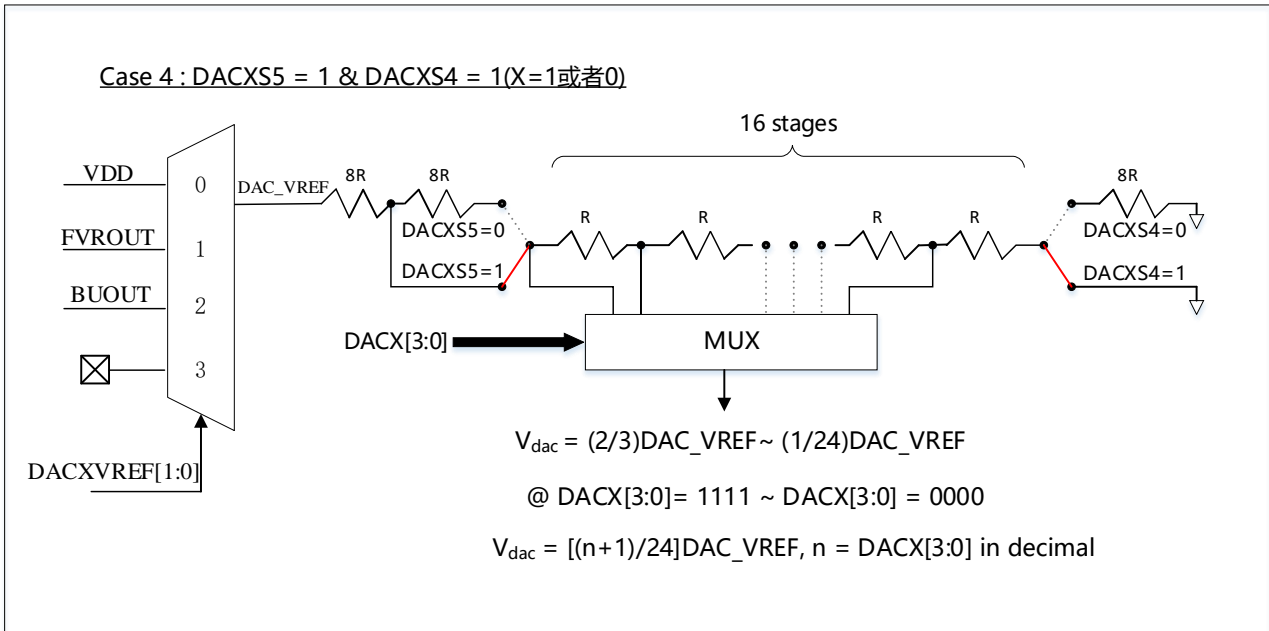 Case 4 : DACXS5 = 1 & DACXS4 = 1(X=1或者0)
16 stages
VDD
0
DAC_VREF
8R
8R
8R
DACXS5=0
R
R
R
R
DACXS4=0
FVROUT
1
DACXS5=1
DACXS4=1
BUOUT
2
DACX[3:0]
MUX
3
Vdac = (2/3)DAC_VREF~ (1/24)DAC_VREF
DACXVREF[1:0]
@ DACX[3:0]= 1111 ~ DACX[3:0] = 0000
Vdac = [(n+1)/24]DAC_VREF, n = DACX[3:0] in decimal